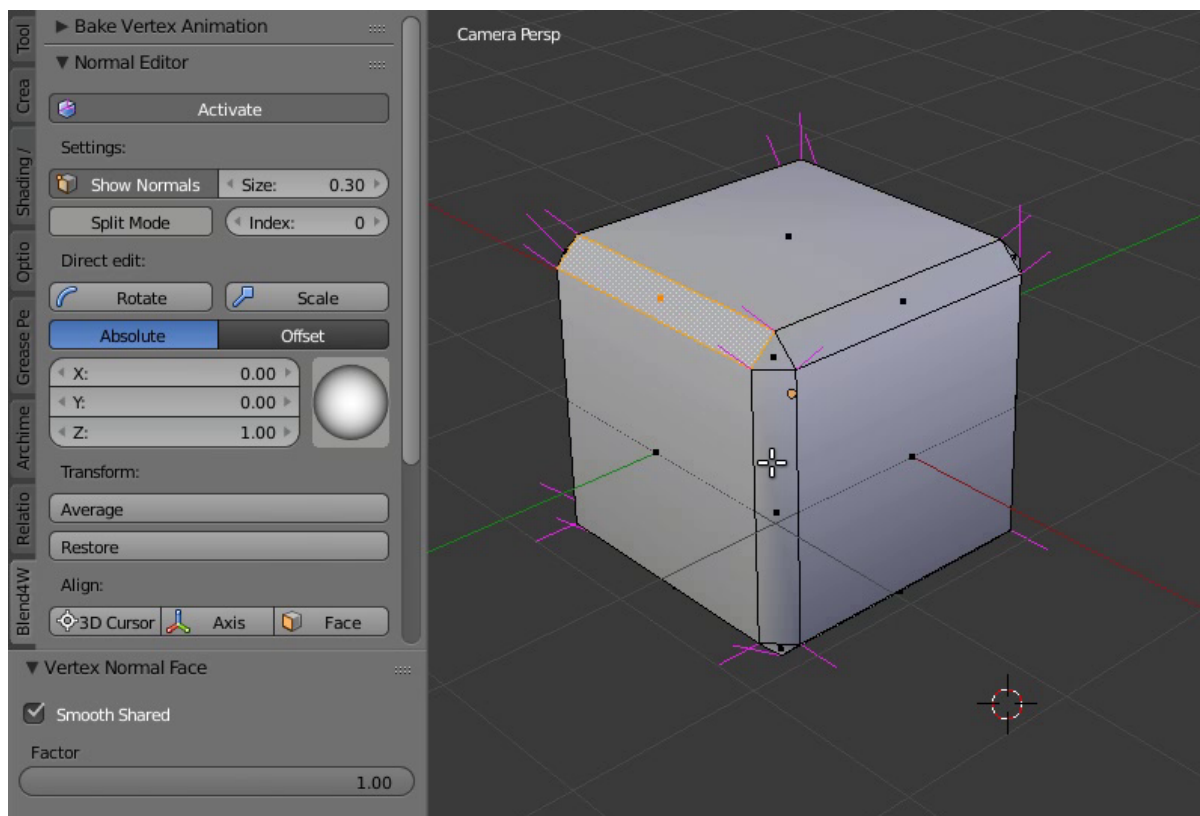 Tool
Crea
Shading /
Optio
Grease Pe
Archime
Relatio
Blend4W
Bake Vertex Animation
Normal Editor
Activate
Settings:
Show Normals Size: 0.30
Split Mode Index: 0
Direct edit:
Rotate Scale
Absolute Offset
X: 0.00
Y: 0.00
Z: 1.00
Transform:
Average
Restore
Align:
3D Cursor Axis Face
Vertex Normal Face
Smooth Shared
Factor
1.00
Camera Persp